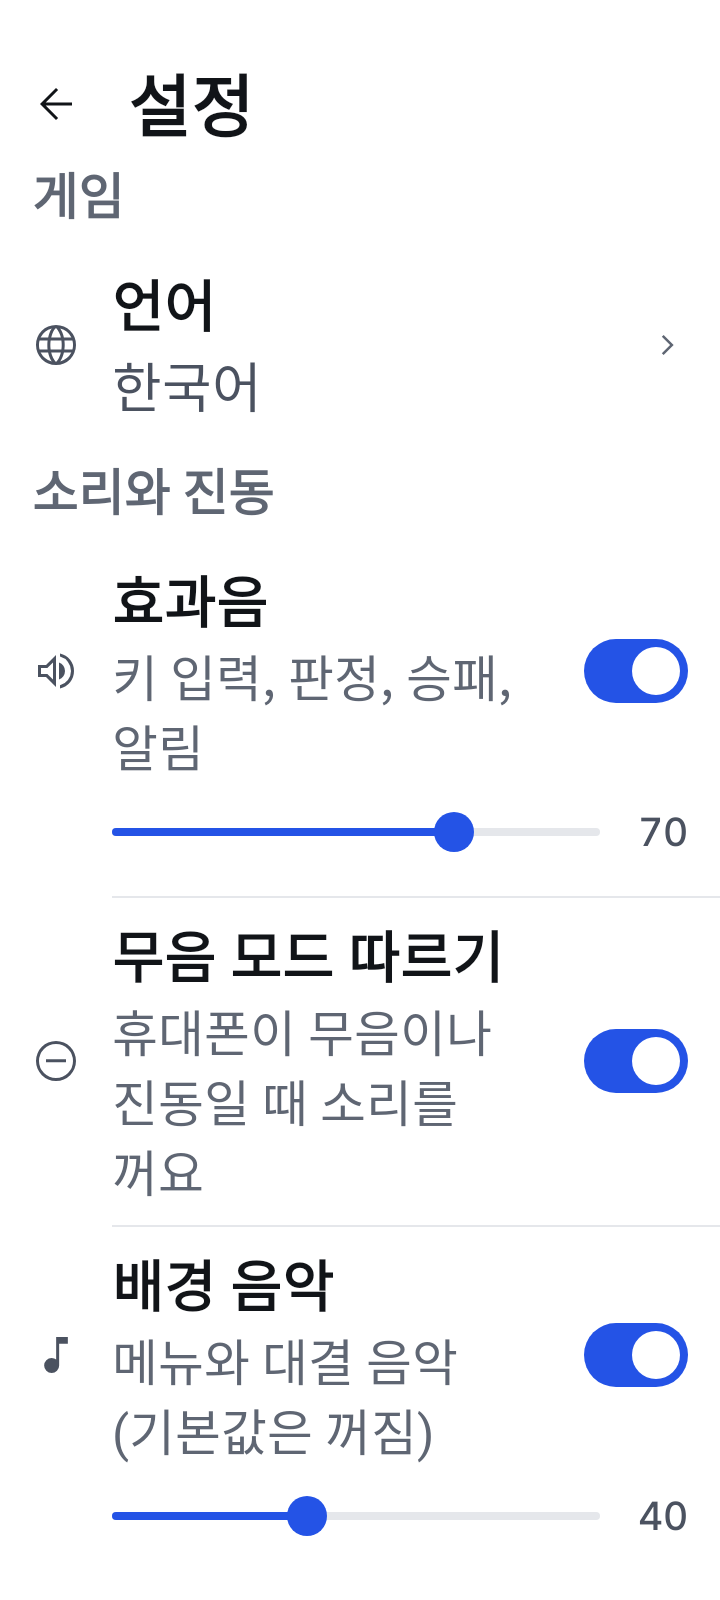 설정
게임
언어
한국어
소리와 진동
효과음
키 입력, 판정, 승패,
알림
70
무음 모드 따르기
휴대폰이 무음이나
진동일 때 소리를
꺼요
배경 음악
메뉴와 대결 음악
(기본값은 꺼짐)
40